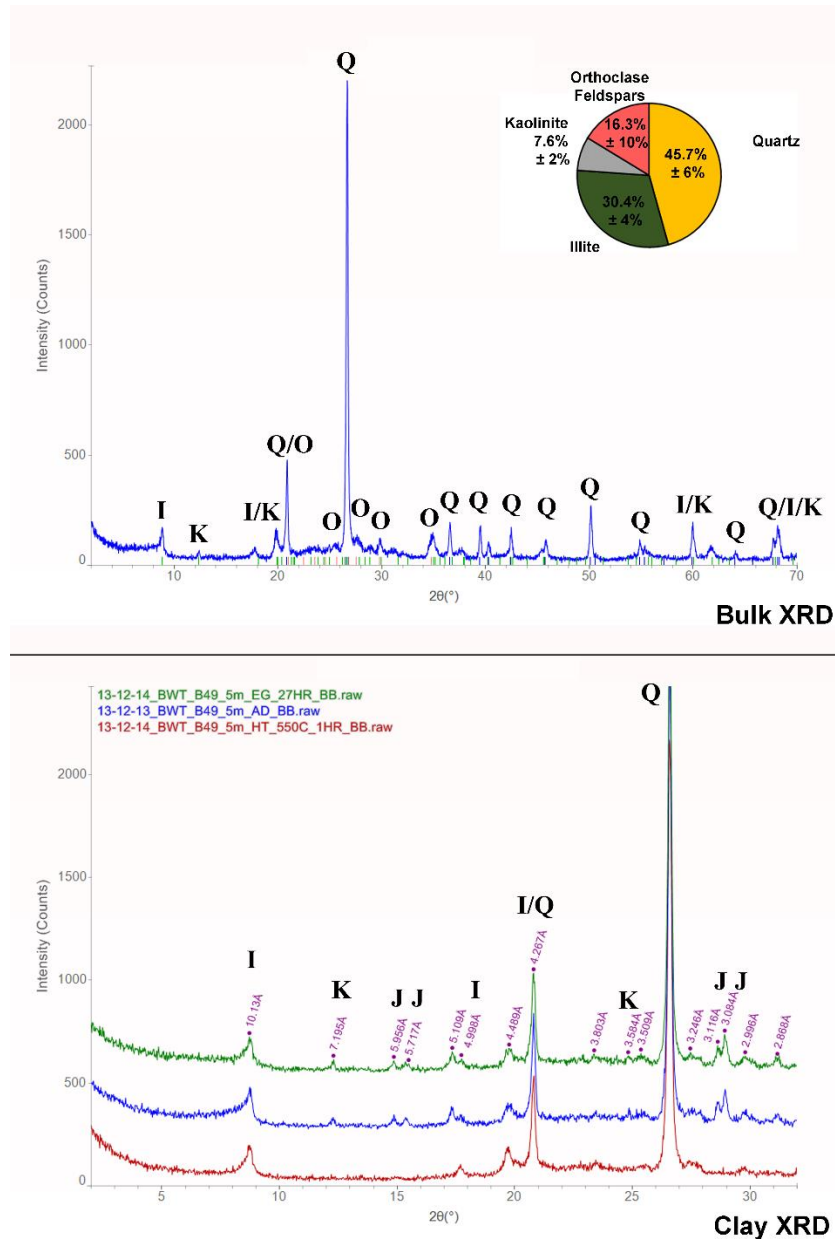 Q
Orthoclase
Feldspars
Kaolinite
7.6%
± 2%
16.3%
± 10%
45.7%
± 6%
Quartz
30.4%
± 4%
Illite
2000
1500
1000
500
0
Intensity (Counts)
I
K
I/K
Q/O
O
O
O
O
Q
Q
Q
Q
Q
Q
I/K
Q
Q/I/K
10 20 30 40 50 60 70
2θ(°)
Bulk XRD
13-12-14_BWT_B49_5m_EG_27HR_BB.raw
13-12-13_BWT_B49_5m_AD_BB.raw
13-12-14_BWT_B49_5m_HT_550C_1HR_BB.raw
Q
2000
1500
1000
500
0
Intensity (Counts)
I
K
J J
I
I/Q
K
J J
10.13A
7.195A
5.956A
5.717A
5.109A
4.998A
4.489A
4.267A
3.803A
3.584A
3.509A
3.246A
3.116A
3.084A
2.996A
2.868A
5 10 15 20 25 30
2θ(°)
Clay XRD